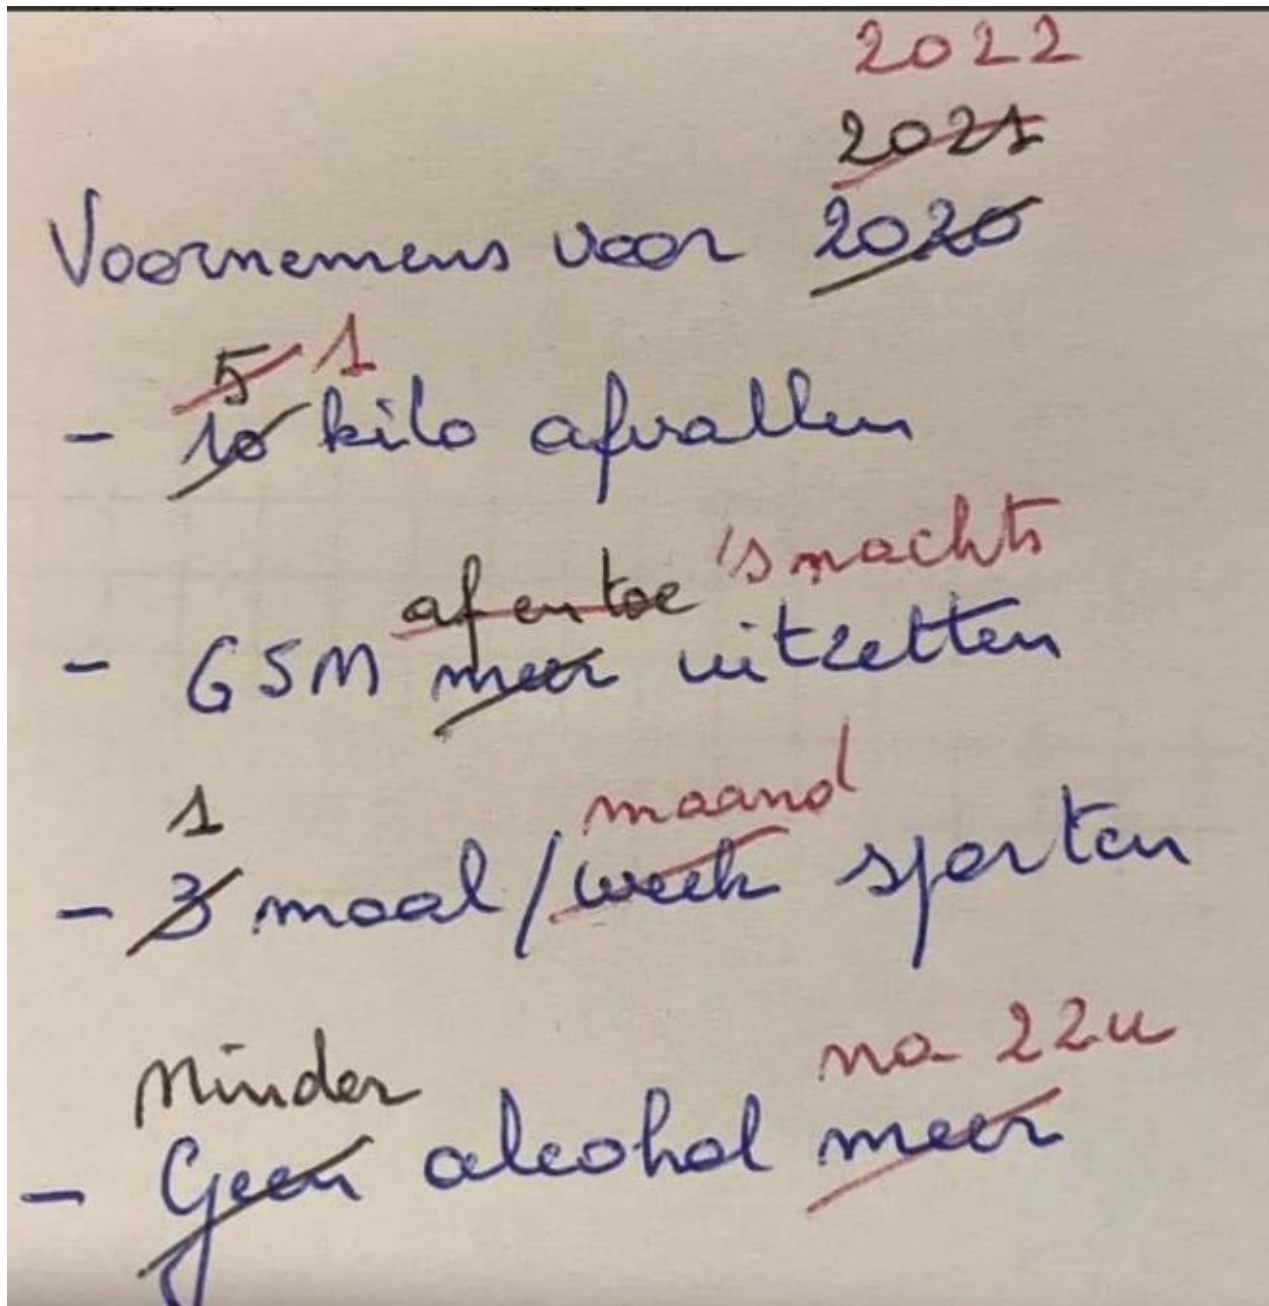 2022
2021
Voornemens voor 2020
5 1
- 10 kilo afvallen
af en toe 's nachts
- GSM meer uitzetten
1 maand
- 3 maal/week sporten
na 22u
Minder
- Geen alcohol meer